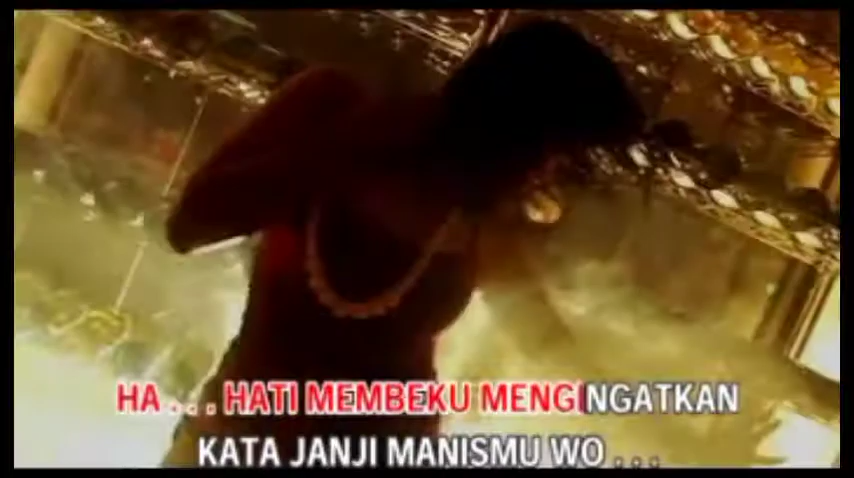 HA . . . HATI MEMBEKU MENGINGATKAN
KATA JANJI MANISMU WO . . .